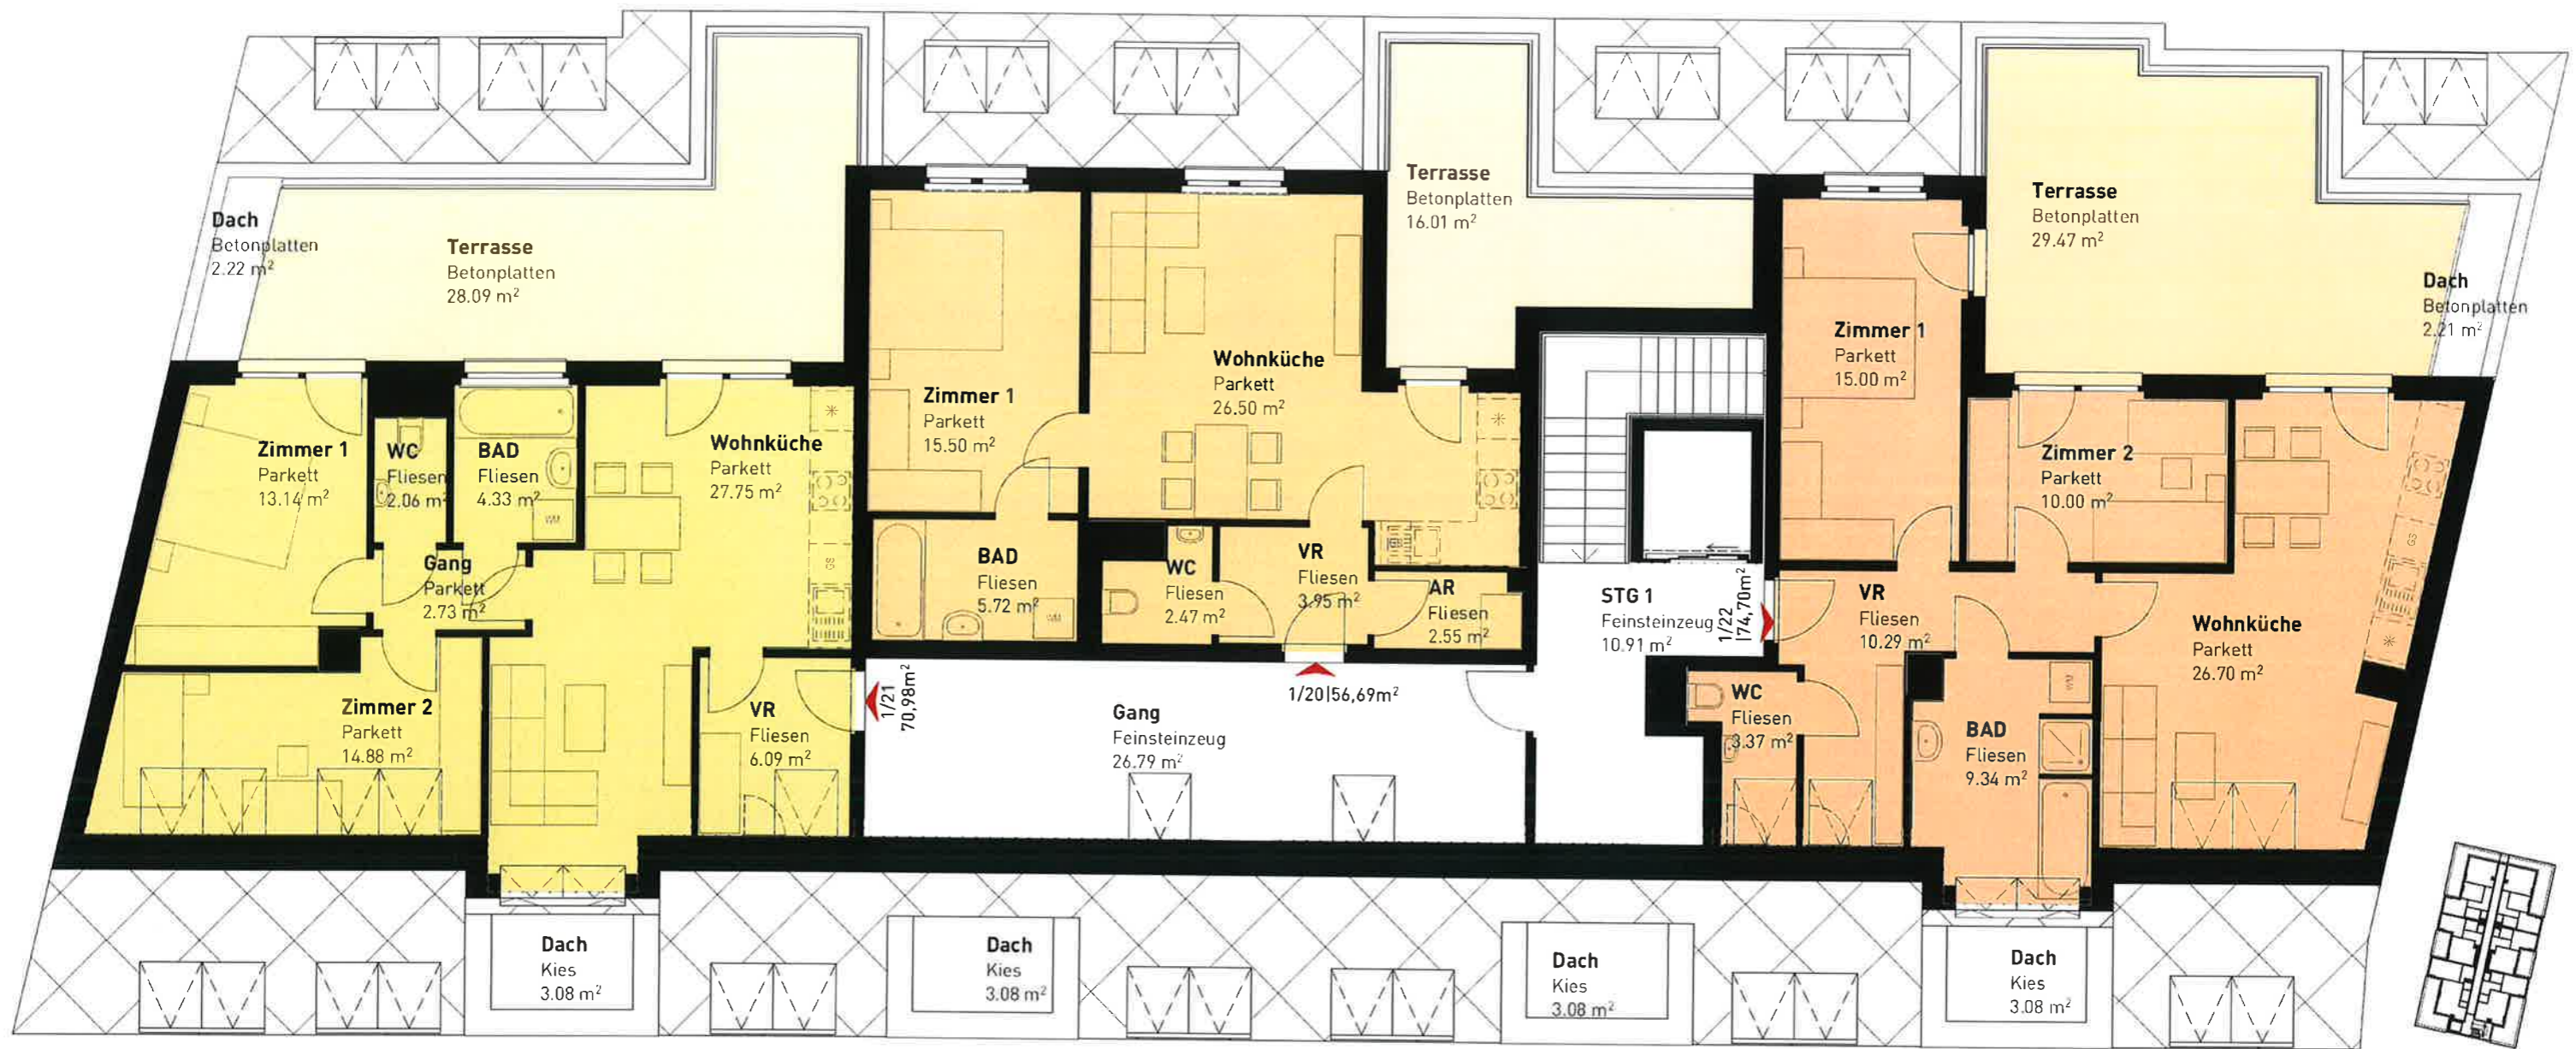 Dach
Betonplatten
2.22 m²
Terrasse
Betonplatten
28.09 m²
Terrasse
Betonplatten
16.01 m²
Terrasse
Betonplatten
29.47 m²
Dach
Betonplatten
2.21 m²
Zimmer 1
Parkett
13.14 m²
WC
Fliesen
2.06 m²
BAD
Fliesen
4.33 m²
WM
Wohnküche
Parkett
27.75 m²
GS
Gang
Parkett
2.73 m²
Zimmer 2
Parkett
14.88 m²
VR
Fliesen
6.09 m²
1/21
70,98m²
Zimmer 1
Parkett
15.50 m²
Wohnküche
Parkett
26.50 m²
GS
BAD
Fliesen
5.72 m²
WM
WC
Fliesen
2.47 m²
VR
Fliesen
3.95 m²
AR
Fliesen
2.55 m²
1/20|56,69m²
Gang
Feinsteinzeug
26.79 m²
STG 1
Feinsteinzeug
10.91 m²
1/22
|74,70m²
Zimmer 1
Parkett
15.00 m²
Zimmer 2
Parkett
10.00 m²
VR
Fliesen
10.29 m²
WC
Fliesen
3.37 m²
BAD
Fliesen
9.34 m²
WM
Wohnküche
Parkett
26.70 m²
GS
Dach
Kies
3.08 m²
Dach
Kies
3.08 m²
Dach
Kies
3.08 m²
Dach
Kies
3.08 m²